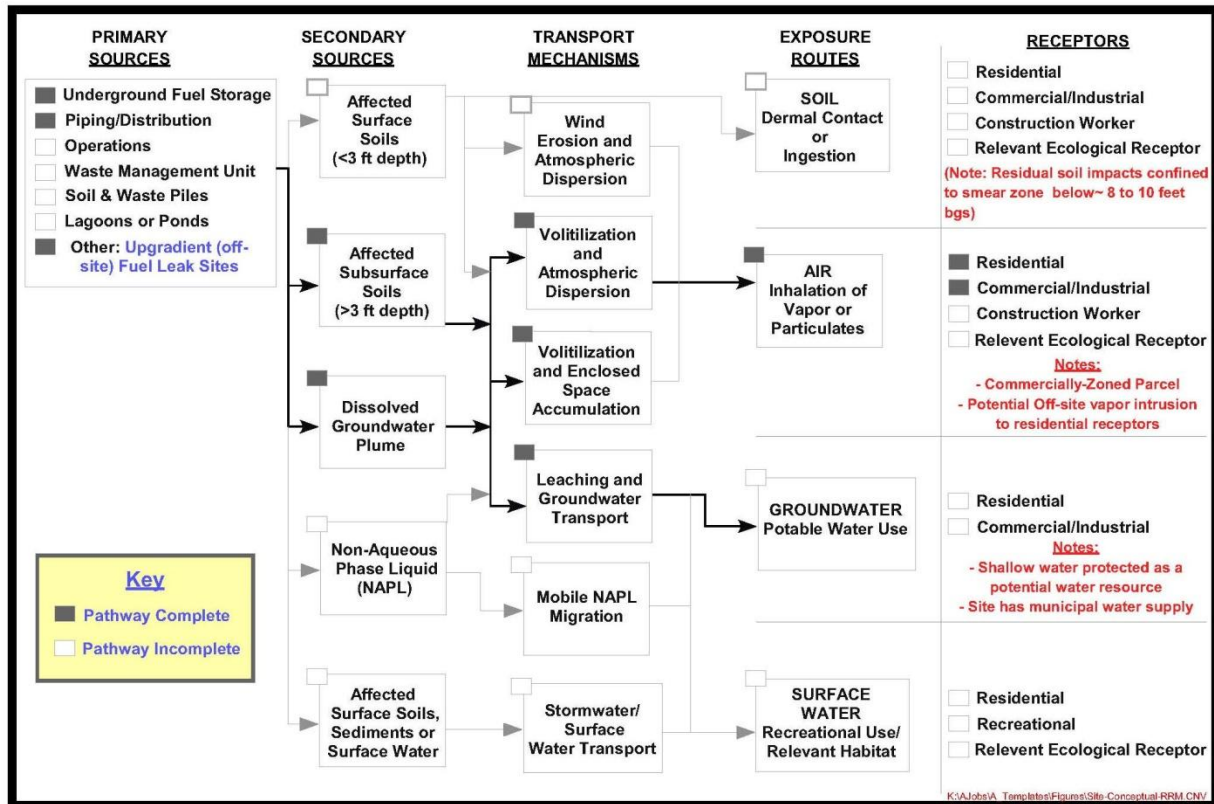 PRIMARY
SOURCES
Underground Fuel Storage
Piping/Distribution
Operations
Waste Management Unit
Soil & Waste Piles
Lagoons or Ponds
Other: Upgradient (off-
site) Fuel Leak Sites
Key
Pathway Complete
Pathway Incomplete
SECONDARY
SOURCES
Affected
Surface
Soils
(<3 ft depth)
Affected
Subsurface
Soils
(>3 ft depth)
Dissolved
Groundwater
Plume
Non-Aqueous
Phase Liquid
(NAPL)
Affected
Surface Soils,
Sediments or
Surface Water
TRANSPORT
MECHANISMS
Wind
Erosion and
Atmospheric
Dispersion
Volitilization
and
Atmospheric
Dispersion
Volitilization
and Enclosed
Space
Accumulation
Leaching and
Groundwater
Transport
Mobile NAPL
Migration
Stormwater/
Surface
Water Transport
EXPOSURE
ROUTES
SOIL
Dermal Contact
or
Ingestion
AIR
Inhalation of
Vapor or
Particulates
GROUNDWATER
Potable Water Use
SURFACE
WATER
Recreational Use/
Relevant Habitat
RECEPTORS
Residential
Commercial/Industrial
Construction Worker
Relevant Ecological Receptor
(Note: Residual soil impacts confined
to smear zone below~ 8 to 10 feet
bgs)
Residential
Commercial/Industrial
Construction Worker
Relevent Ecological Receptor
Notes:
- Commercially-Zoned Parcel
- Potential Off-site vapor intrusion
to residential receptors
Residential
Commercial/Industrial
Notes:
- Shallow water protected as a
potential water resource
- Site has municipal water supply
Residential
Recreational
Relevent Ecological Receptor
K:\AJobs\A_Templates\Figures\Site-Conceptual-RRM.CNV